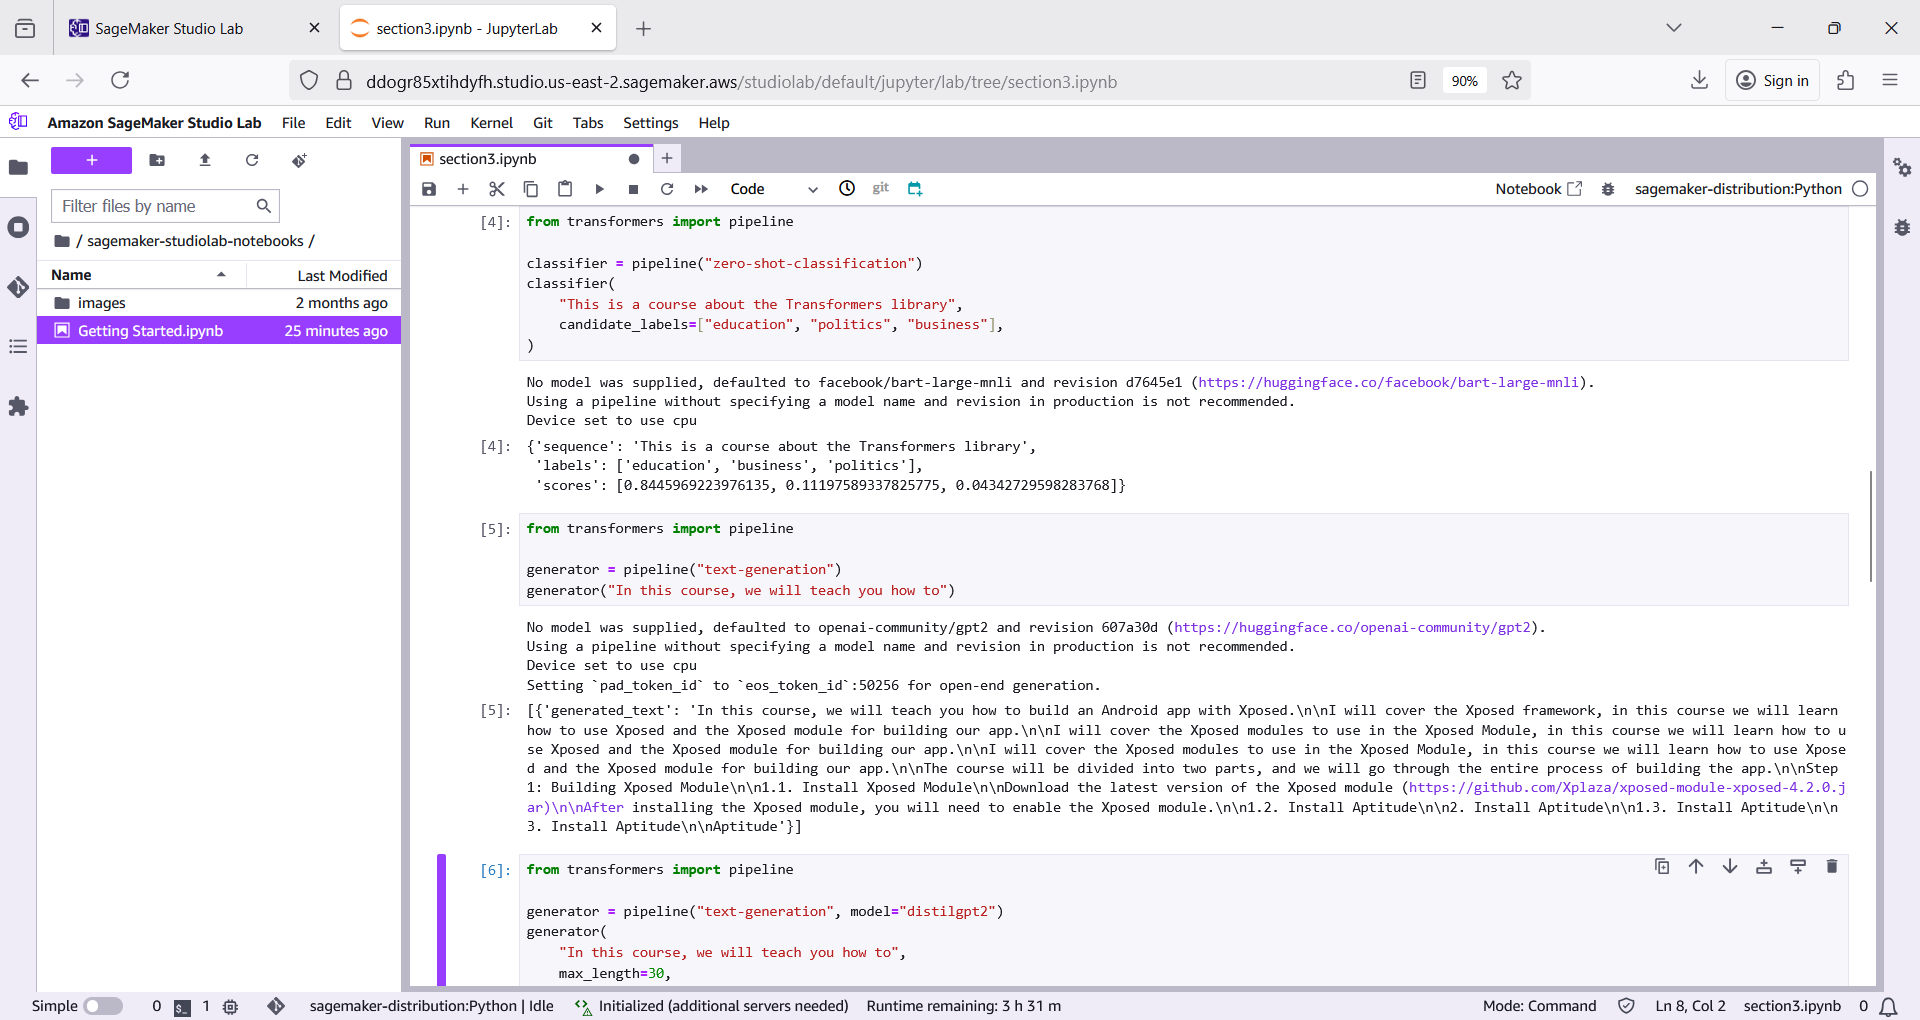 SageMaker Studio Lab
section3.ipynb - JupyterLab
ddogr85xtihdyfh.studio.us-east-2.sagemaker.aws/studiolab/default/jupyter/lab/tree/section3.ipynb
90%
Sign in
Amazon SageMaker Studio Lab File Edit View Run Kernel Git Tabs Settings Help
section3.ipynb
Code
git
Notebook
sagemaker-distribution:Python
Filter files by name
/ sagemaker-studiolab-notebooks /
Name Last Modified
images 2 months ago
Getting Started.ipynb 25 minutes ago
[4]: from transformers import pipeline
classifier = pipeline("zero-shot-classification")
classifier(
    "This is a course about the Transformers library",
    candidate_labels=["education", "politics", "business"],
)
No model was supplied, defaulted to facebook/bart-large-mnli and revision d7645e1 (https://huggingface.co/facebook/bart-large-mnli).
Using a pipeline without specifying a model name and revision in production is not recommended.
Device set to use cpu
[4]: {'sequence': 'This is a course about the Transformers library',
 'labels': ['education', 'business', 'politics'],
 'scores': [0.8445969223976135, 0.11197589337825775, 0.04342729598283768]}
[5]: from transformers import pipeline
generator = pipeline("text-generation")
generator("In this course, we will teach you how to")
No model was supplied, defaulted to openai-community/gpt2 and revision 607a30d (https://huggingface.co/openai-community/gpt2).
Using a pipeline without specifying a model name and revision in production is not recommended.
Device set to use cpu
Setting `pad_token_id` to `eos_token_id`:50256 for open-end generation.
[5]: [{'generated_text': 'In this course, we will teach you how to build an Android app with Xposed.\n\nI will cover the Xposed framework, in this course we will learn
how to use Xposed and the Xposed module for building our app.\n\nI will cover the Xposed modules to use in the Xposed Module, in this course we will learn how to u
se Xposed and the Xposed module for building our app.\n\nI will cover the Xposed modules to use in the Xposed Module, in this course we will learn how to use Xpose
d and the Xposed module for building our app.\n\nThe course will be divided into two parts, and we will go through the entire process of building the app.\n\nStep
1: Building Xposed Module\n\n1.1. Install Xposed Module\n\nDownload the latest version of the Xposed module (https://github.com/Xplaza/xposed-module-xposed-4.2.0.j
ar)\n\nAfter installing the Xposed module, you will need to enable the Xposed module.\n\n1.2. Install Aptitude\n\n2. Install Aptitude\n\n1.3. Install Aptitude\n\n
3. Install Aptitude\n\nAptitude'}]
[6]: from transformers import pipeline
generator = pipeline("text-generation", model="distilgpt2")
generator(
    "In this course, we will teach you how to",
    max_length=30,
Simple 0 1 sagemaker-distribution:Python | Idle Initialized (additional servers needed) Runtime remaining: 3 h 31 m Mode: Command Ln 8, Col 2 section3.ipynb 0